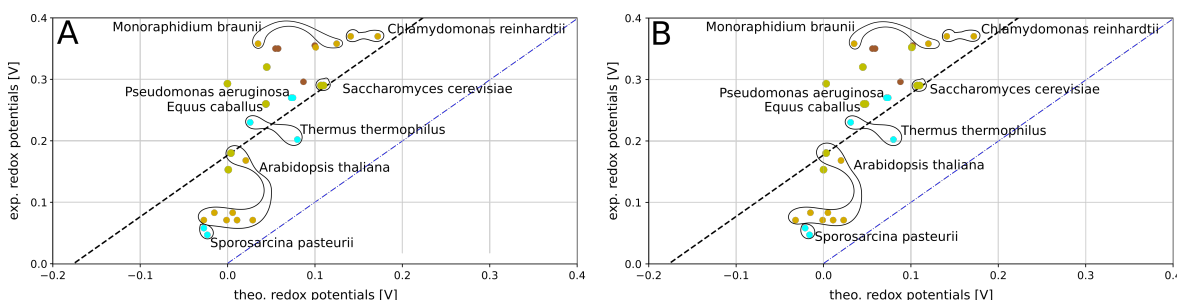 A
Monoraphidium braunii
Chlamydomonas reinhardtii
Pseudomonas aeruginosa
Equus caballus
Saccharomyces cerevisiae
Thermus thermophilus
Arabidopsis thaliana
Sporosarcina pasteurii
0.4
0.3
0.2
0.1
0.0
−0.2 −0.1 0.0 0.1 0.2 0.3 0.4
exp. redox potentials [V]
theo. redox potentials [V]
B
Monoraphidium braunii
Chlamydomonas reinhardtii
Pseudomonas aeruginosa
Equus caballus
Saccharomyces cerevisiae
Thermus thermophilus
Arabidopsis thaliana
Sporosarcina pasteurii
0.4
0.3
0.2
0.1
0.0
−0.2 −0.1 0.0 0.1 0.2 0.3 0.4
exp. redox potentials [V]
theo. redox potentials [V]